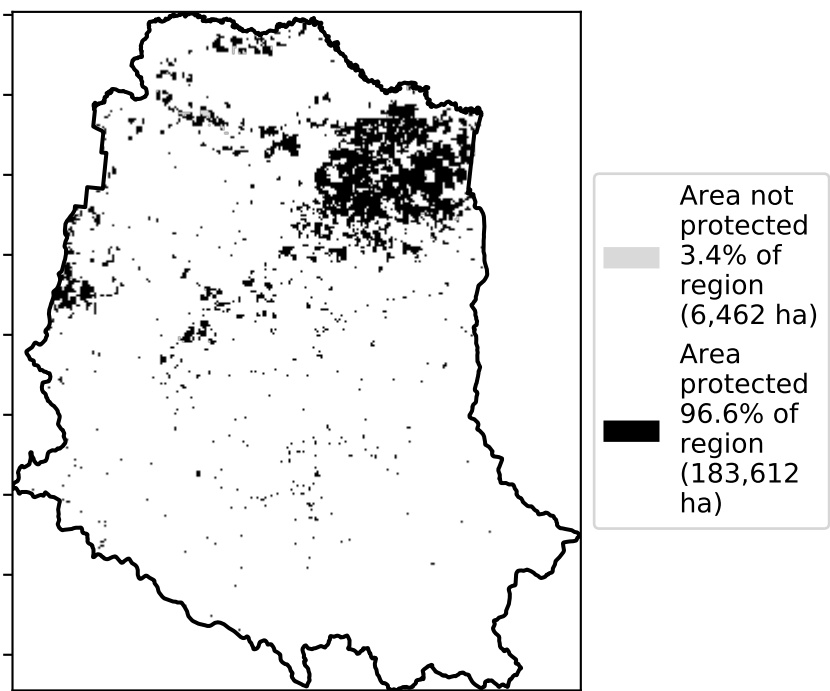 Area not
protected
3.4% of
region
(6,462 ha)
Area
protected
96.6% of
region
(183,612
ha)